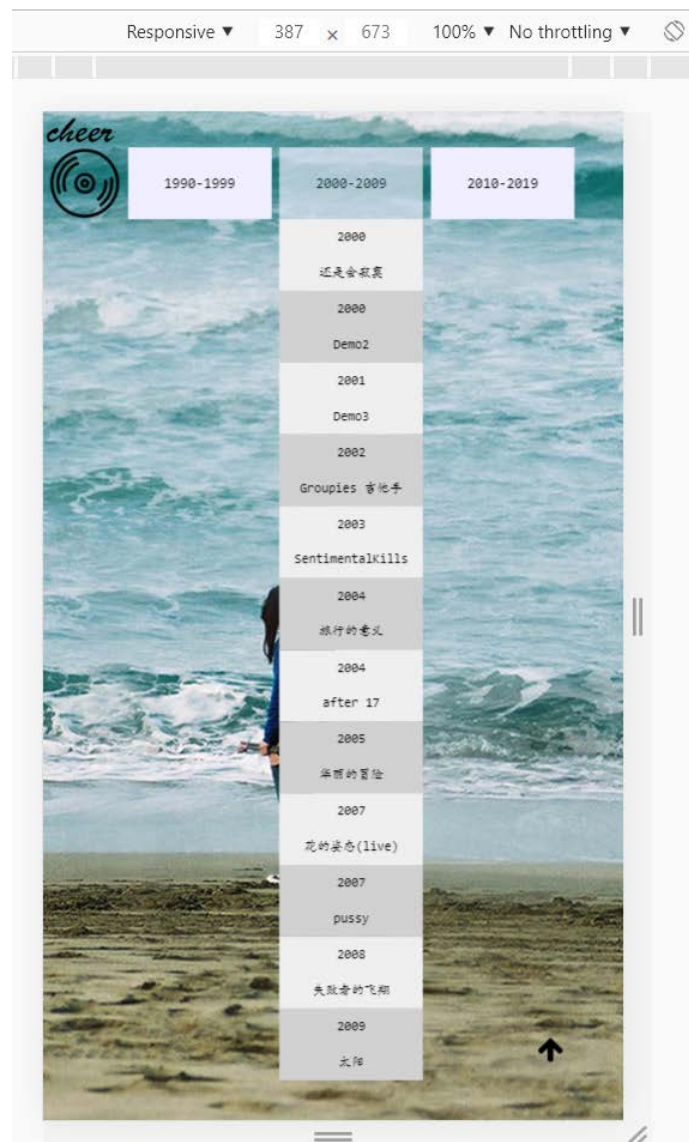 Responsive ▼ 387 × 673 100% ▼ No throttling ▼
cheer
1990-1999 2000-2009 2010-2019
2000
还是会寂寞
2000
Demo2
2001
Demo3
2002
Groupies 吉他手
2003
SentimentalKills
2004
旅行的意义
2004
after 17
2005
华丽的冒险
2007
花的姿态(live)
2007
pussy
2008
失败者的飞翔
2009
太阳